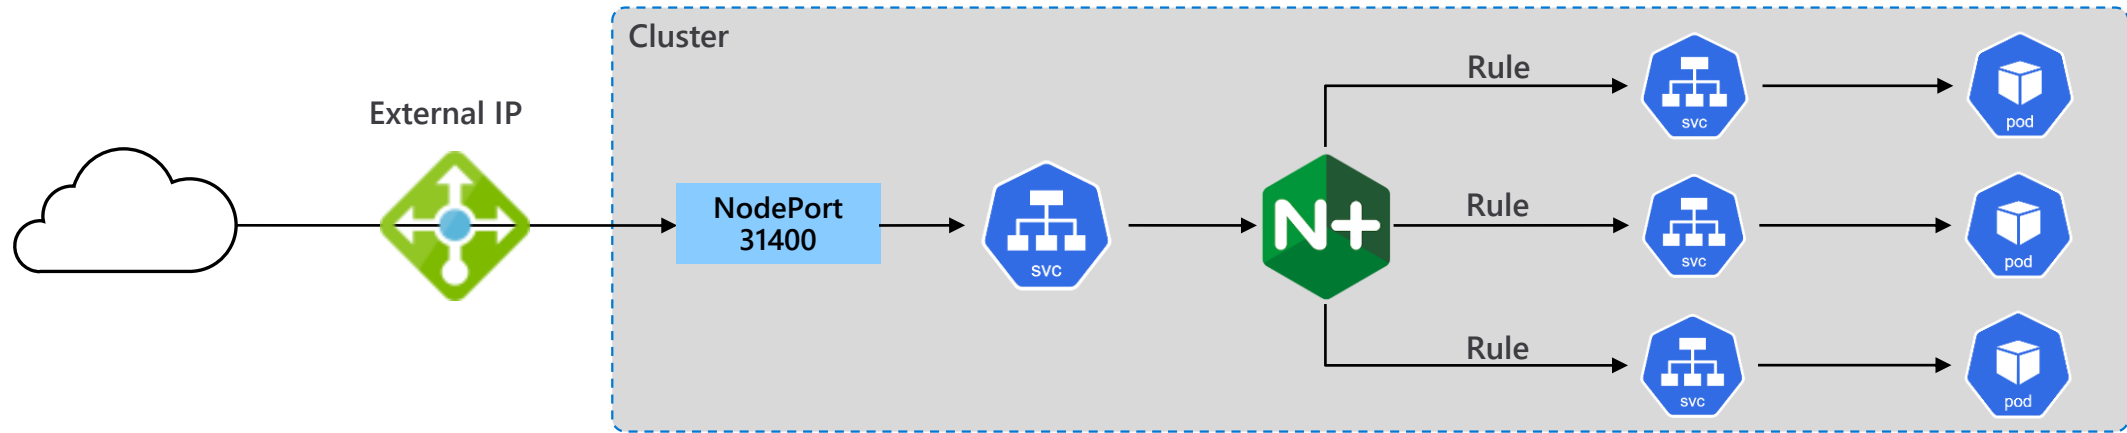 Cluster
External IP
NodePort
31400
svc
N+
Rule
svc
pod
Rule
svc
pod
Rule
svc
pod